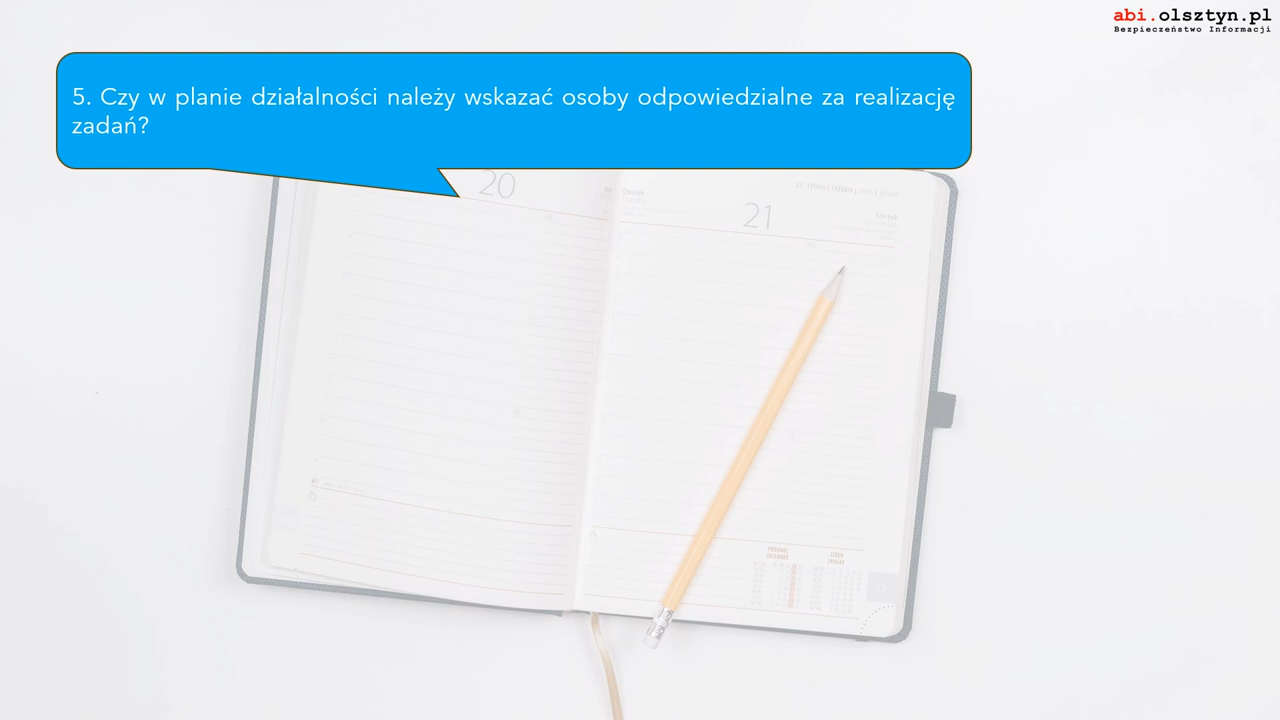 abi.olsztyn.pl
Bezpieczeństwo Informacji
5. Czy w planie działalności należy wskazać osoby odpowiedzialne za realizację
zadań?
20
21